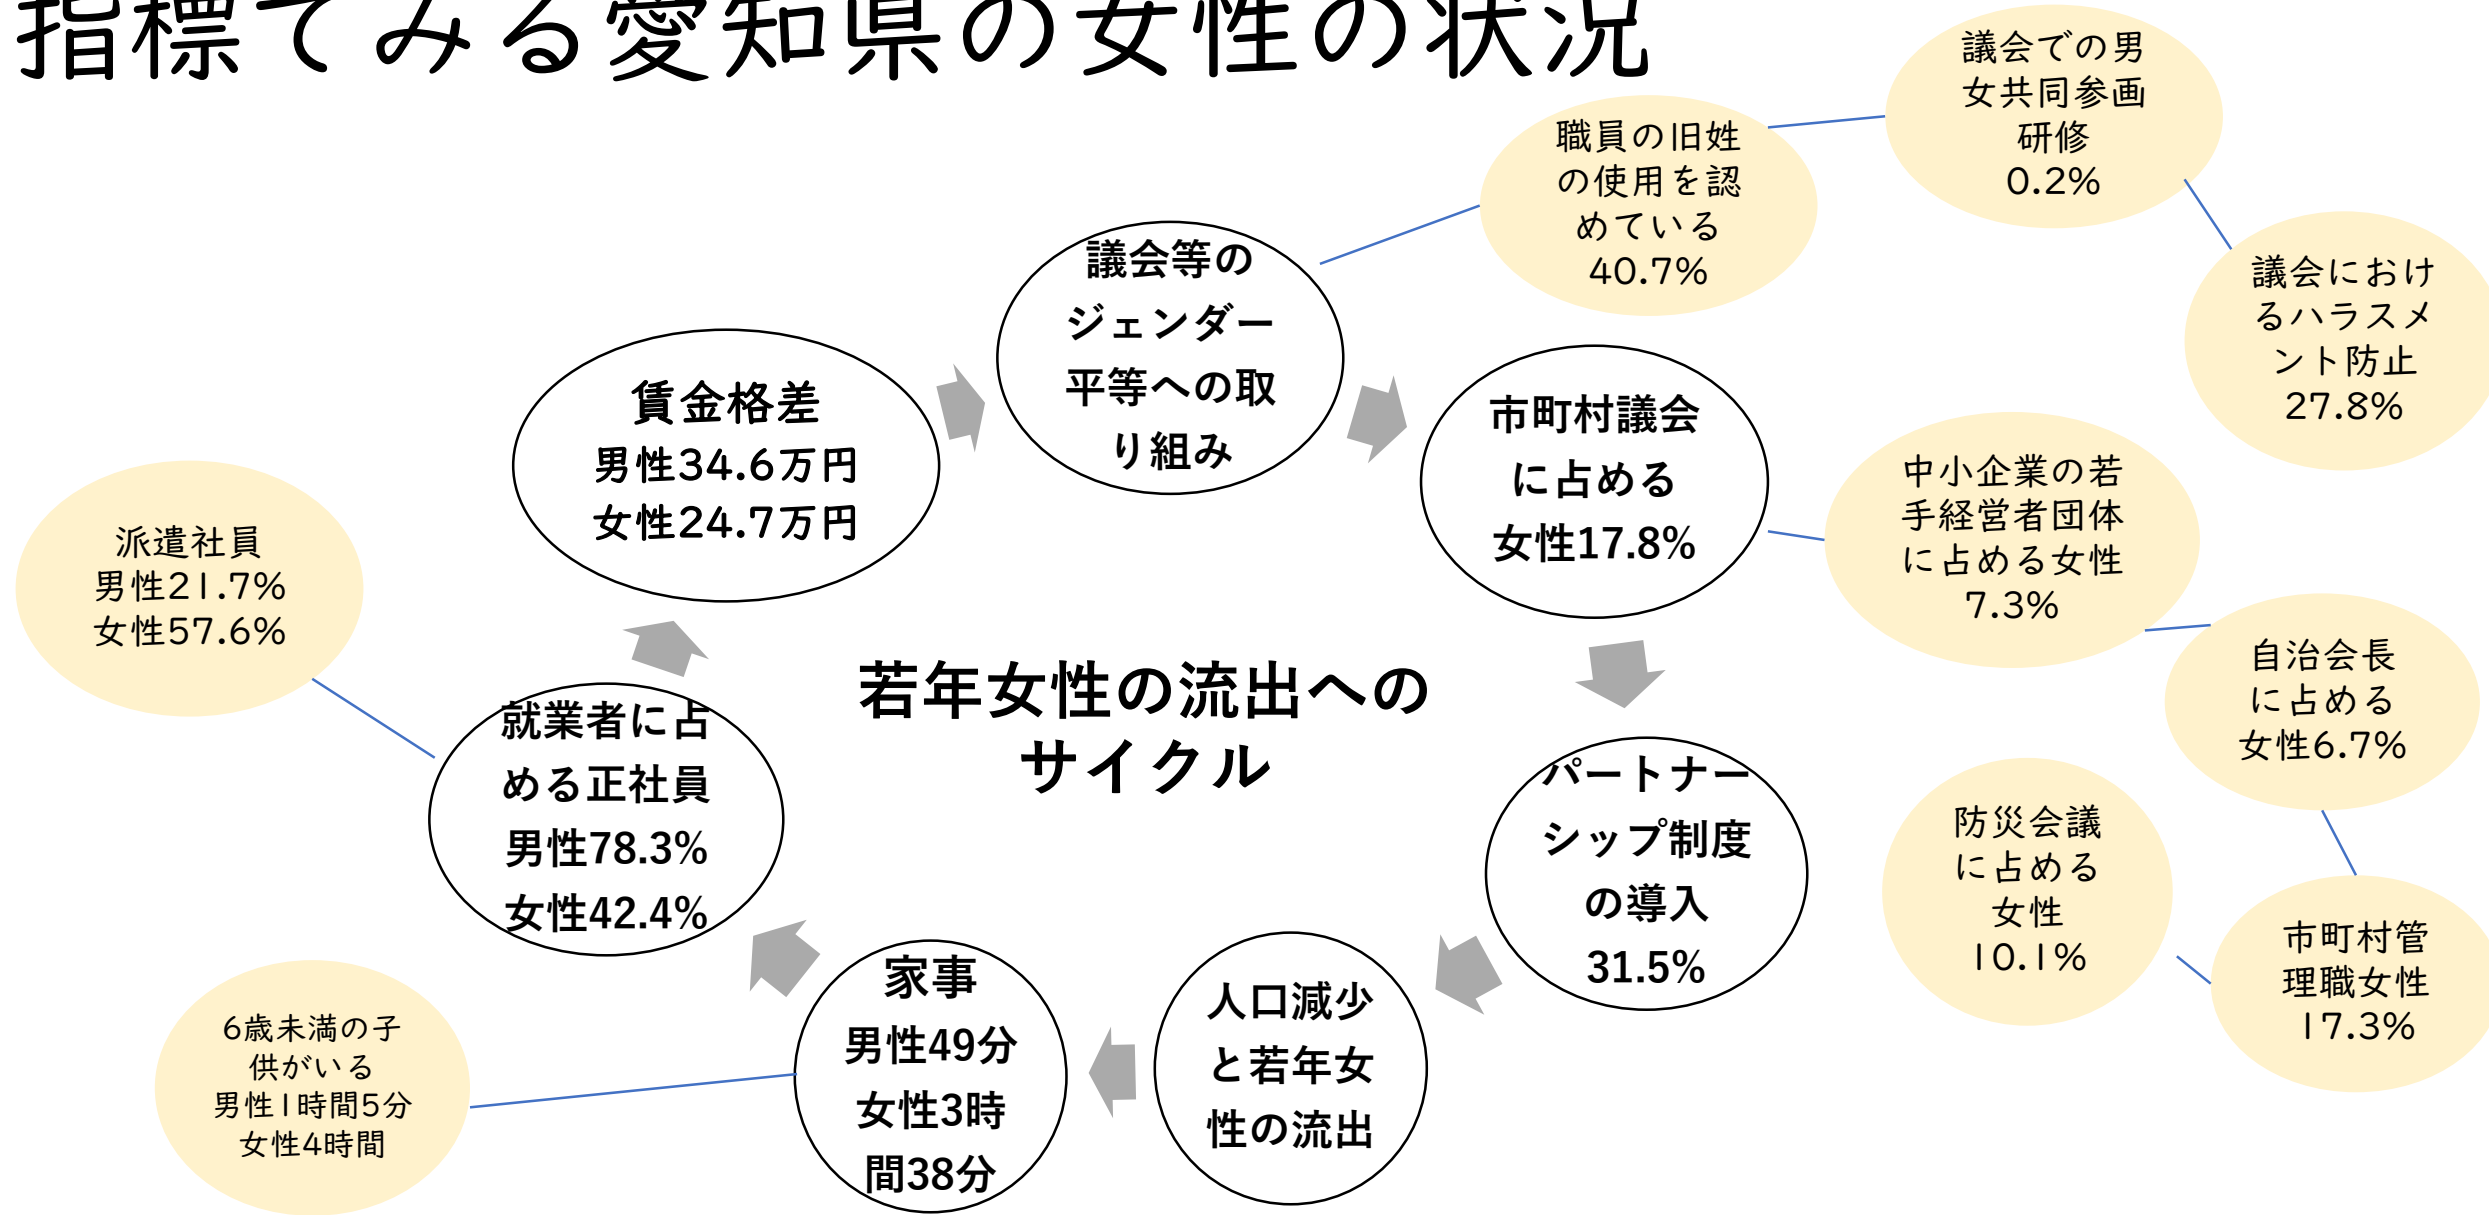 指標でみる愛知県の女性の状況
議会での男
女共同参画
研修
0.2%
職員の旧姓
の使用を認
めている
40.7%
議会におけ
るハラスメ
ント防止
27.8%
議会等の
ジェンダー
平等への取
り組み
賃金格差
男性34.6万円
女性24.7万円
市町村議会
に占める
女性17.8%
中小企業の若
手経営者団体
に占める女性
7.3%
派遣社員
男性21.7%
女性57.6%
自治会長
に占める
女性6.7%
若年女性の流出への
サイクル
就業者に占
める正社員
男性78.3%
女性42.4%
パートナー
シップ制度
の導入
31.5%
防災会議
に占める
女性
10.1%
市町村管
理職女性
17.3%
人口減少
と若年女
性の流出
家事
男性49分
女性3時
間38分
6歳未満の子
供がいる
男性1時間5分
女性4時間